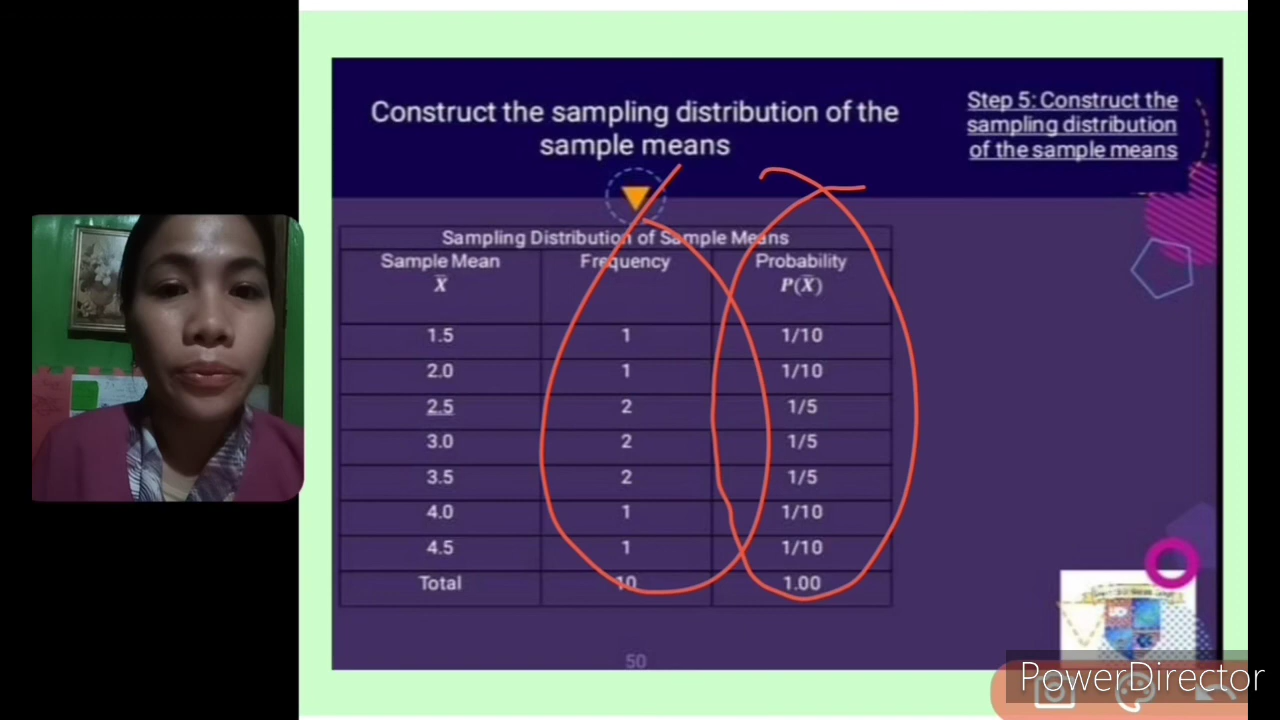 Construct the sampling distribution of the
sample means
Step 5: Construct the
sampling distribution
of the sample means
Sampling Distribution of Sample Means
Sample Mean Frequency Probability
X̅ P(X̅)
1.5 1 1/10
2.0 1 1/10
2.5 2 1/5
3.0 2 1/5
3.5 2 1/5
4.0 1 1/10
4.5 1 1/10
Total 10 1.00
50
PowerDirector